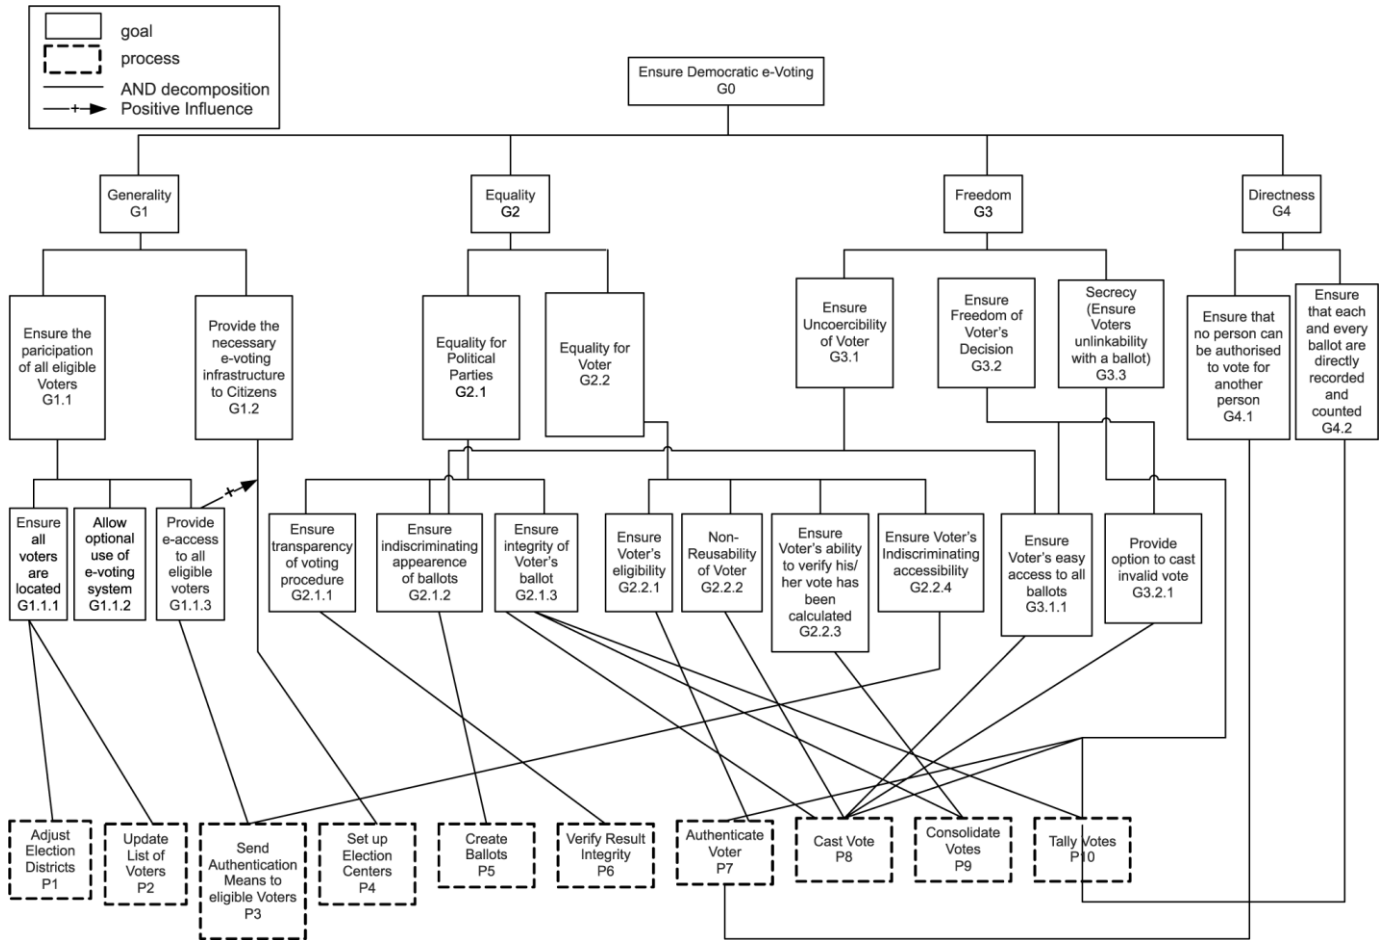 goal
process
AND decomposition
Positive Influence
+
Ensure Democratic e-Voting
G0
Generality
G1
Equality
G2
Freedom
G3
Directness
G4
Ensure the
paricipation
of all eligible
Voters
G1.1
Provide the
necessary
e-voting
infrastructure
to Citizens
G1.2
Equality for
Political
Parties
G2.1
Equality for
Voter
G2.2
Ensure
Uncoercibility
of Voter
G3.1
Ensure
Freedom of
Voter's
Decision
G3.2
Secrecy
(Ensure
Voters
unlinkability
with a ballot)
G3.3
Ensure that
no person can
be authorised
to vote for
another
person
G4.1
Ensure
that each
and every
ballot are
directly
recorded
and
counted
G4.2
+
Ensure
all
voters
are
located
G1.1.1
Allow
optional
use of
e-voting
system
G1.1.2
Provide
e-access
to all
eligible
voters
G1.1.3
Ensure
transparency
of voting
procedure
G2.1.1
Ensure
indiscriminating
appearence
of ballots
G2.1.2
Ensure
integrity of
Voter's
ballot
G2.1.3
Ensure
Voter's
eligibility
G2.2.1
Non-
Reusability
of Voter
G2.2.2
Ensure
Voter's ability
to verify his/
her vote has
been
calculated
G2.2.3
Ensure Voter's
Indiscriminating
accessibility
G2.2.4
Ensure
Voter's easy
access to all
ballots
G3.1.1
Provide
option to cast
invalid vote
G3.2.1
Adjust
Election
Districts
P1
Update
List of
Voters
P2
Send
Authentication
Means to
eligible Voters
P3
Set up
Election
Centers
P4
Create
Ballots
P5
Verify Result
Integrity
P6
Authenticate
Voter
P7
Cast Vote
P8
Consolidate
Votes
P9
Tally Votes
P10